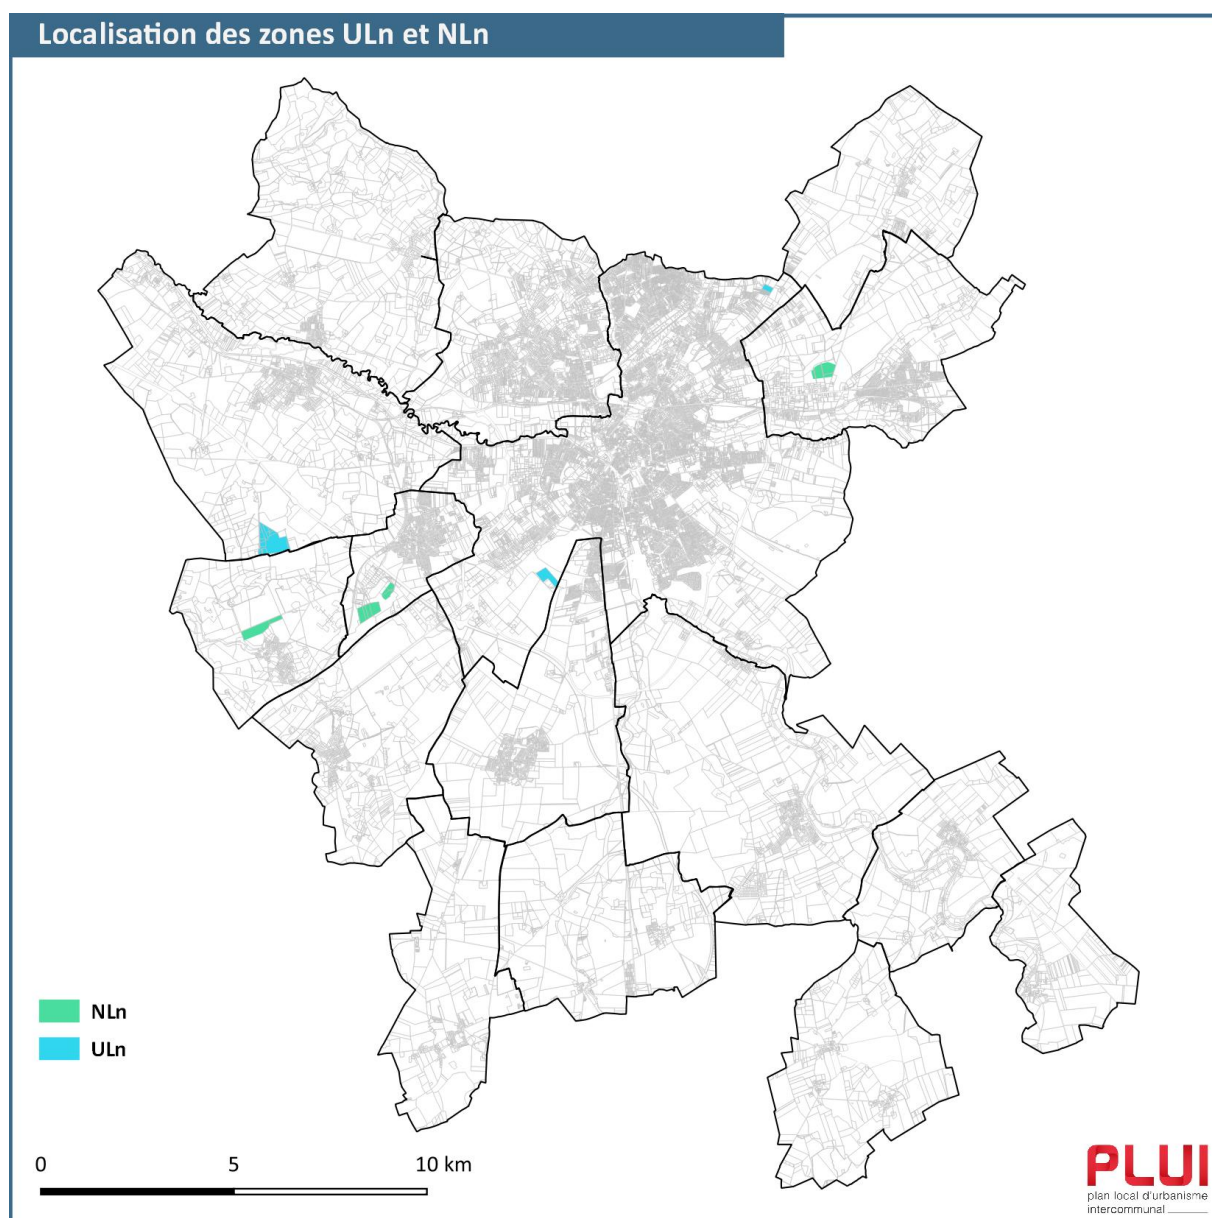 Localisation des zones ULn et NLn
NLn
ULn
0 5 10 km
PLUI
plan local d'urbanisme
intercommunal